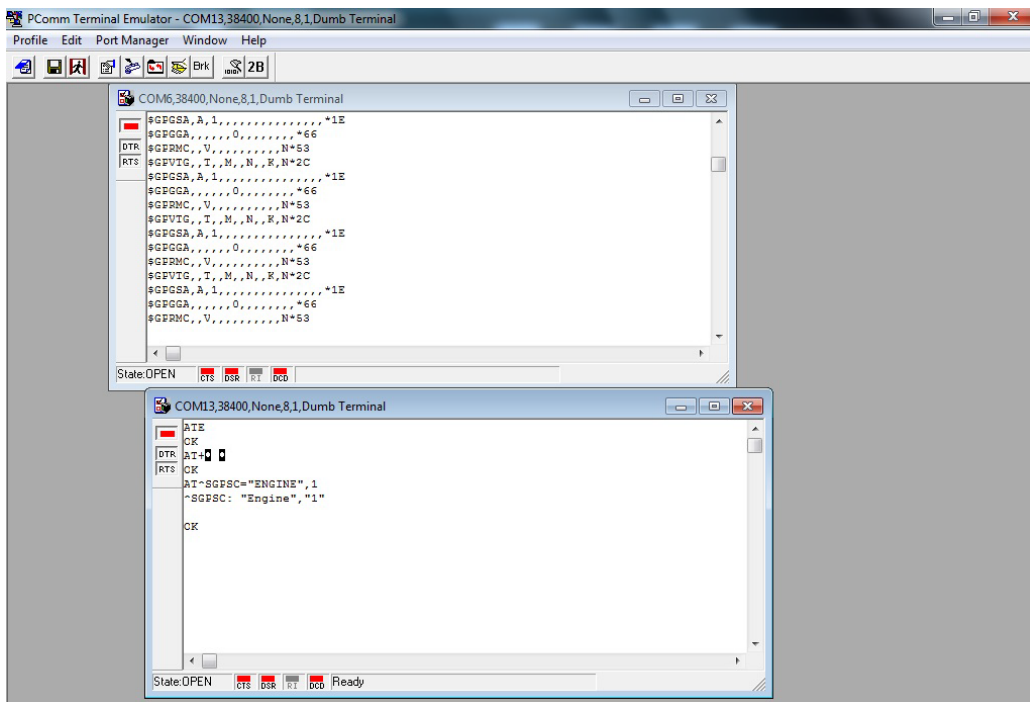 PComm Terminal Emulator - COM13,38400,None,8,1,Dumb Terminal
Profile Edit Port Manager Window Help
Brk 2B
COM6,38400,None,8,1,Dumb Terminal
DTR
RTS
$GPGSA,A,1,,,,,,,,,,,,,,,*1E
$GPGGA,,,,,,0,,,,,,,,*66
$GPRMC,,V,,,,,,,,,,N*53
$GPVTG,,T,,M,,N,,K,N*2C
$GPGSA,A,1,,,,,,,,,,,,,,,*1E
$GPGGA,,,,,,0,,,,,,,,*66
$GPRMC,,V,,,,,,,,,,N*53
$GPVTG,,T,,M,,N,,K,N*2C
$GPGSA,A,1,,,,,,,,,,,,,,,*1E
$GPGGA,,,,,,0,,,,,,,,*66
$GPRMC,,V,,,,,,,,,,N*53
$GPVTG,,T,,M,,N,,K,N*2C
$GPGSA,A,1,,,,,,,,,,,,,,,*1E
$GPGGA,,,,,,0,,,,,,,,*66
$GPRMC,,V,,,,,,,,,,N*53
State:OPEN CTS DSR RI DCD
COM13,38400,None,8,1,Dumb Terminal
DTR
RTS
ATE
OK
AT+
OK
AT^SGPSC="ENGINE",1
^SGPSC: "Engine","1"
OK
State:OPEN CTS DSR RI DCD Ready